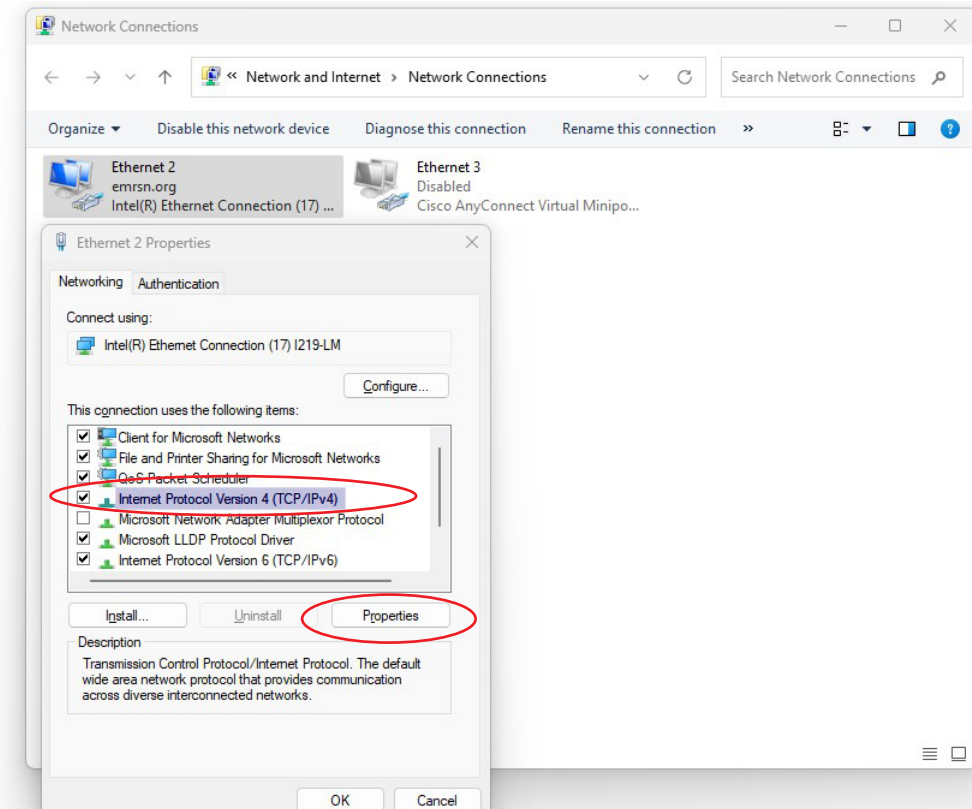 Network Connections
« Network and Internet > Network Connections
Search Network Connections
Organize Disable this network device Diagnose this connection Rename this connection »
Ethernet 2
emrsn.org
Intel(R) Ethernet Connection (17) ...
Ethernet 3
Disabled
Cisco AnyConnect Virtual Minipo...
Ethernet 2 Properties
Networking Authentication
Connect using:
Intel(R) Ethernet Connection (17) I219-LM
Configure...
This connection uses the following items:
Client for Microsoft Networks
File and Printer Sharing for Microsoft Networks
QoS Packet Scheduler
Internet Protocol Version 4 (TCP/IPv4)
Microsoft Network Adapter Multiplexor Protocol
Microsoft LLDP Protocol Driver
Internet Protocol Version 6 (TCP/IPv6)
Install... Uninstall Properties
Description
Transmission Control Protocol/Internet Protocol. The default
wide area network protocol that provides communication
across diverse interconnected networks.
OK Cancel